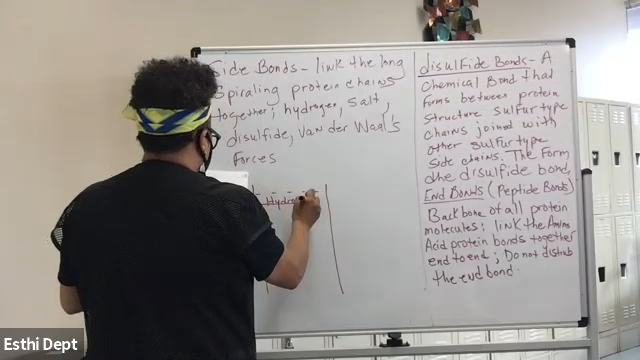 Side Bonds - link the long
Spiraling protein chains
together; hydrogen, salt,
disulfide, Van der Waal's
Forces
Hydro
disulfide Bonds - A
Chemical Bond that
forms between protein
structure sulfur type
chains joined with
other sulfur type
side chains. The form
the disulfide bond,
END BONDS (Peptide Bonds)
Backbone of all protein
molecules; link the Amino
Acid protein bonds together
end to end; Do not distrub
the end bond.
Esthi Dept